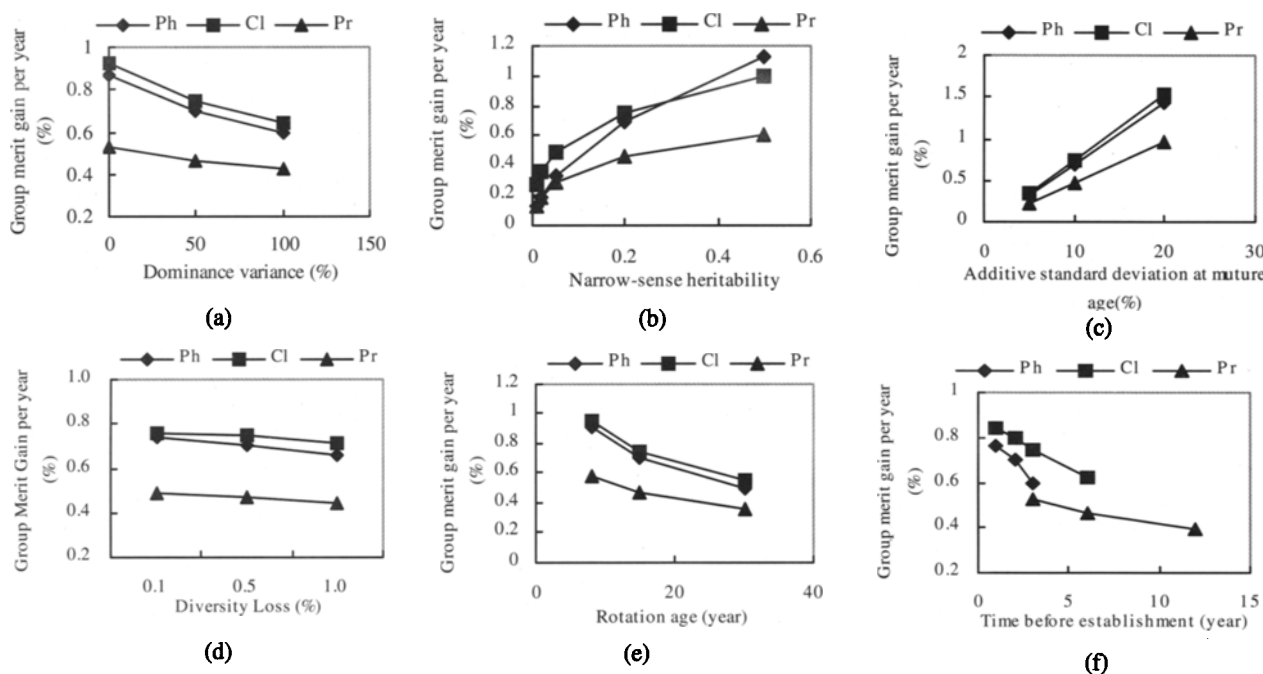 Ph Cl Pr
Group merit gain per year
(%)
1
0.8
0.6
0.4
0.2
0 50 100 150
Dominance variance (%)
(a)
Ph Cl Pr
Group merit gain per year
(%)
1.2
1
0.8
0.6
0.4
0.2
0
0 0.2 0.4 0.6
Narrow-sense heritability
(b)
Ph Cl Pr
Group merit gain per year
(%)
2
1.5
1
0.5
0
0 10 20 30
Additive standard deviation at muture
age(%)
(c)
Ph Cl Pr
Group Merit Gain per year
(%)
1.0
0.8
0.6
0.4
0.2
0.1 0.5 1.0
Diversity Loss (%)
(d)
Ph Cl Pr
Group merit gain per year
(%)
1.2
1
0.8
0.6
0.4
0.2
0
0 20 40
Rotation age (year)
(e)
Ph Cl Pr
Group merit gain per year
(%)
1
0.8
0.6
0.4
0.2
0 5 10 15
Time before establishment (year)
(f)